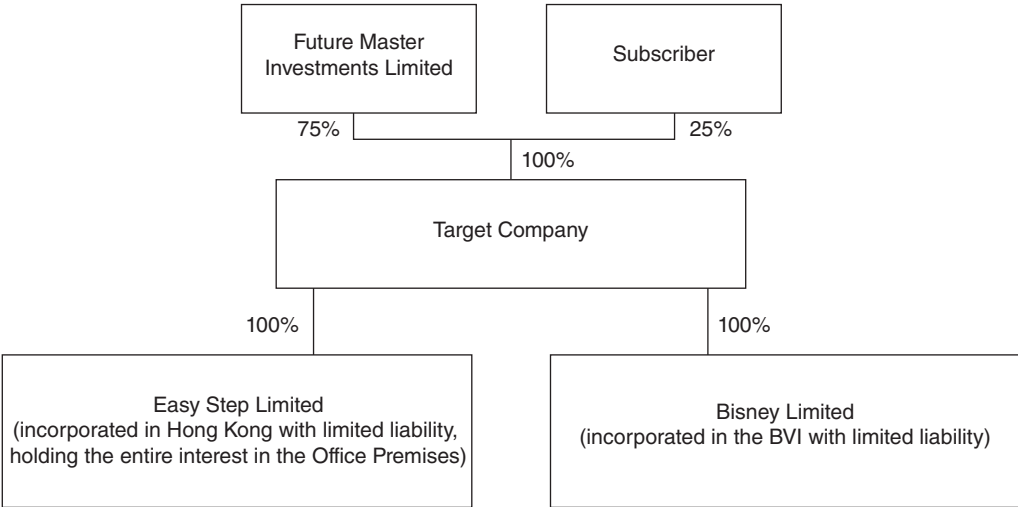 Future Master
Investments Limited
Subscriber
75%
25%
100%
Target Company
100%
100%
Easy Step Limited
(incorporated in Hong Kong with limited liability,
holding the entire interest in the Office Premises)
Bisney Limited
(incorporated in the BVI with limited liability)